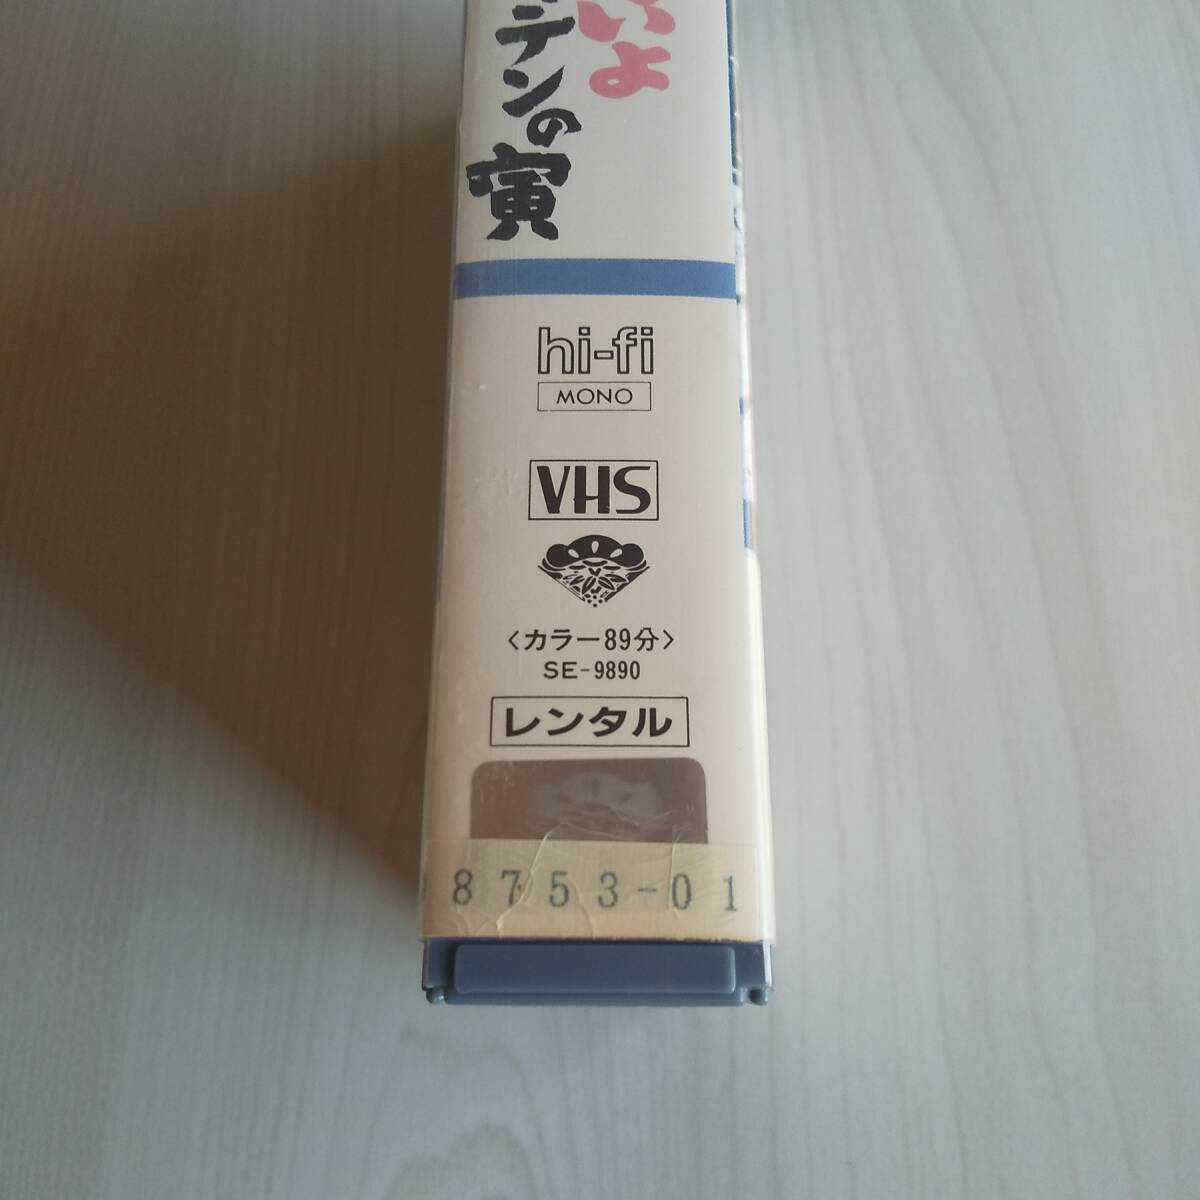 いよ
テンの寅
hi-fi
MONO
VHS
〈カラー89分〉
SE-9890
レンタル
8753-01